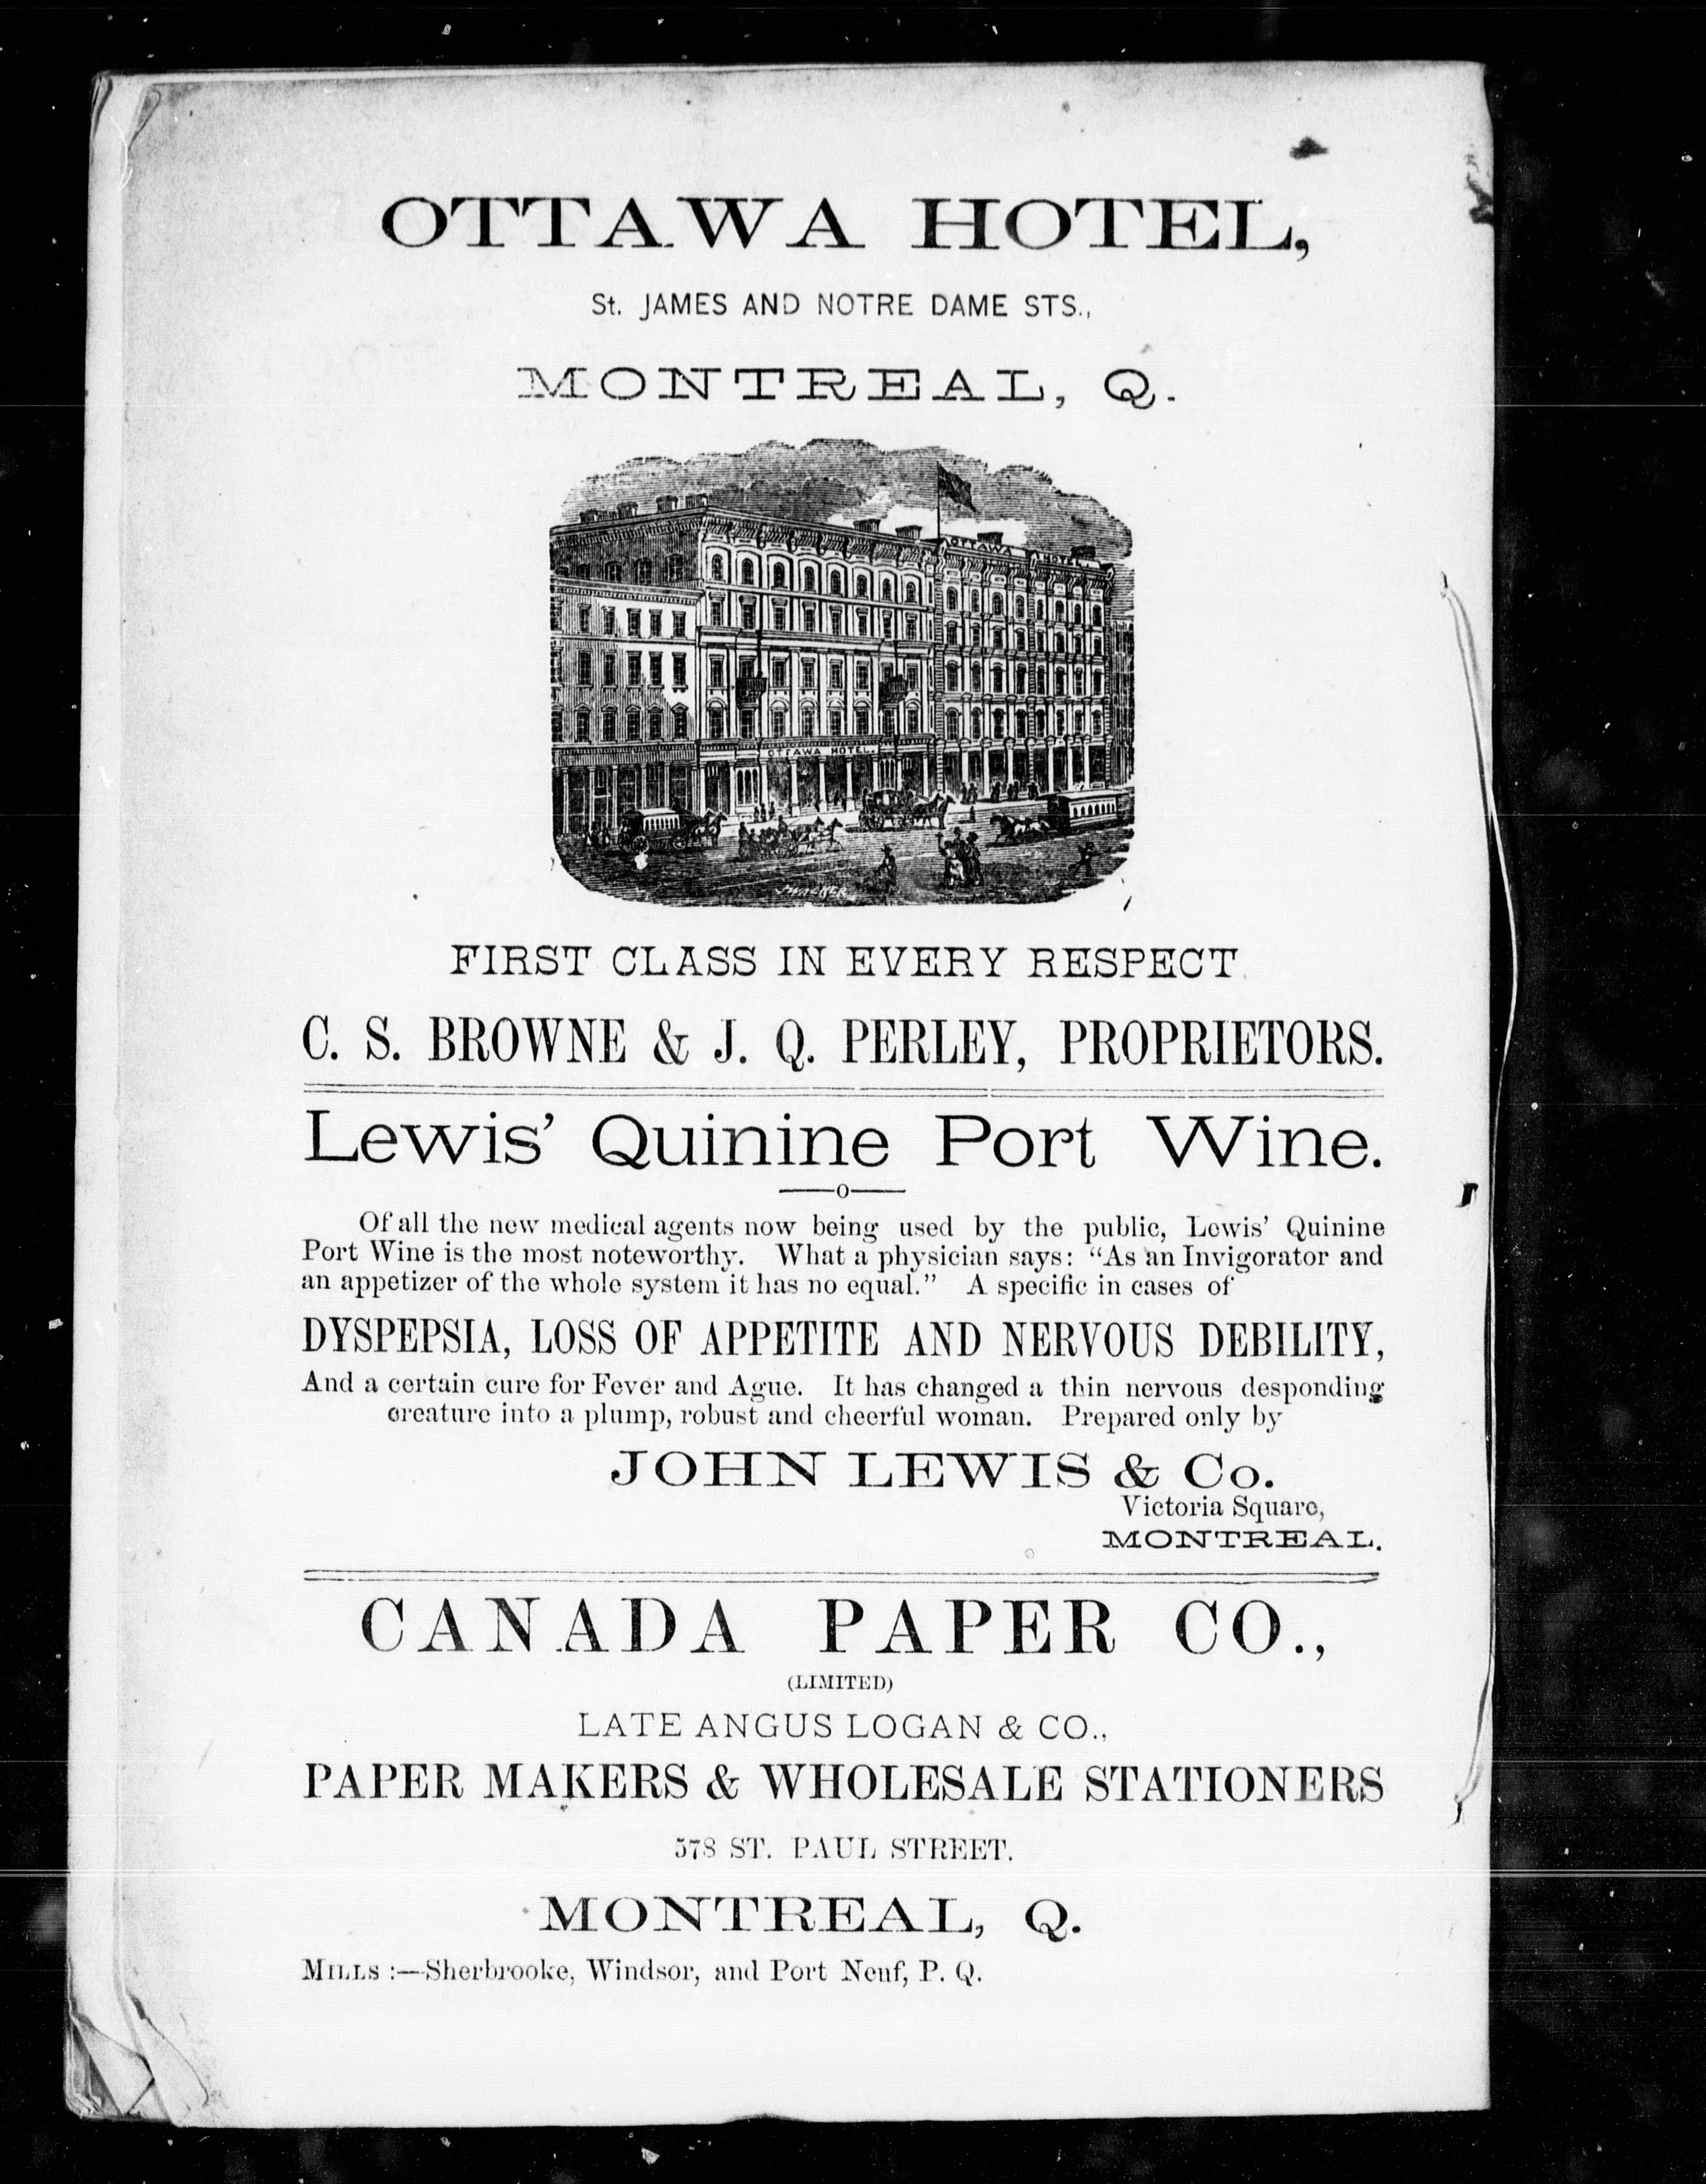 OTTAWA HOTEL,
St. JAMES AND NOTRE DAME STS.,
MONTREAL, Q.
OTTAWA HOTEL
OTTAWA HOTEL.
FIRST CLASS IN EVERY RESPECT
C. S. BROWNE & J. Q. PERLEY, PROPRIETORS.
Lewis' Quinine Port Wine.
——o——
Of all the new medical agents now being used by the public, Lewis' Quinine
Port Wine is the most noteworthy. What a physician says: “As an Invigorator and
an appetizer of the whole system it has no equal.” A specific in cases of
DYSPEPSIA, LOSS OF APPETITE AND NERVOUS DEBILITY,
And a certain cure for Fever and Ague. It has changed a thin nervous desponding
creature into a plump, robust and cheerful woman. Prepared only by
JOHN LEWIS & Co.
Victoria Square,
MONTREAL.
CANADA PAPER CO.,
(LIMITED)
LATE ANGUS LOGAN & CO.,
PAPER MAKERS & WHOLESALE STATIONERS
578 ST. PAUL STREET.
MONTREAL, Q.
MILLS :—Sherbrooke, Windsor, and Port Neuf, P. Q.